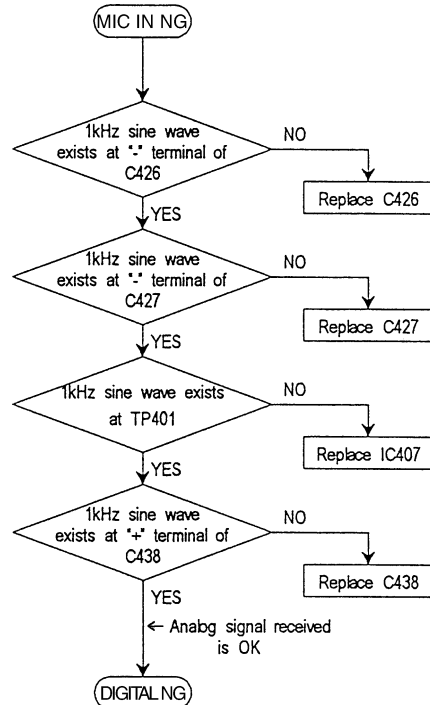 MIC IN NG
1kHz sine wave
exists at "-" terminal of
C426
NO
Replace C426
YES
1kHz sine wave
exists at "-" terminal of
C427
NO
Replace C427
YES
1kHz sine wave exists
at TP401
NO
Replace IC407
YES
1kHz sine wave
exists at "+" terminal of
C438
NO
Replace C438
YES
← Analog signal received
is OK
DIGITAL NG